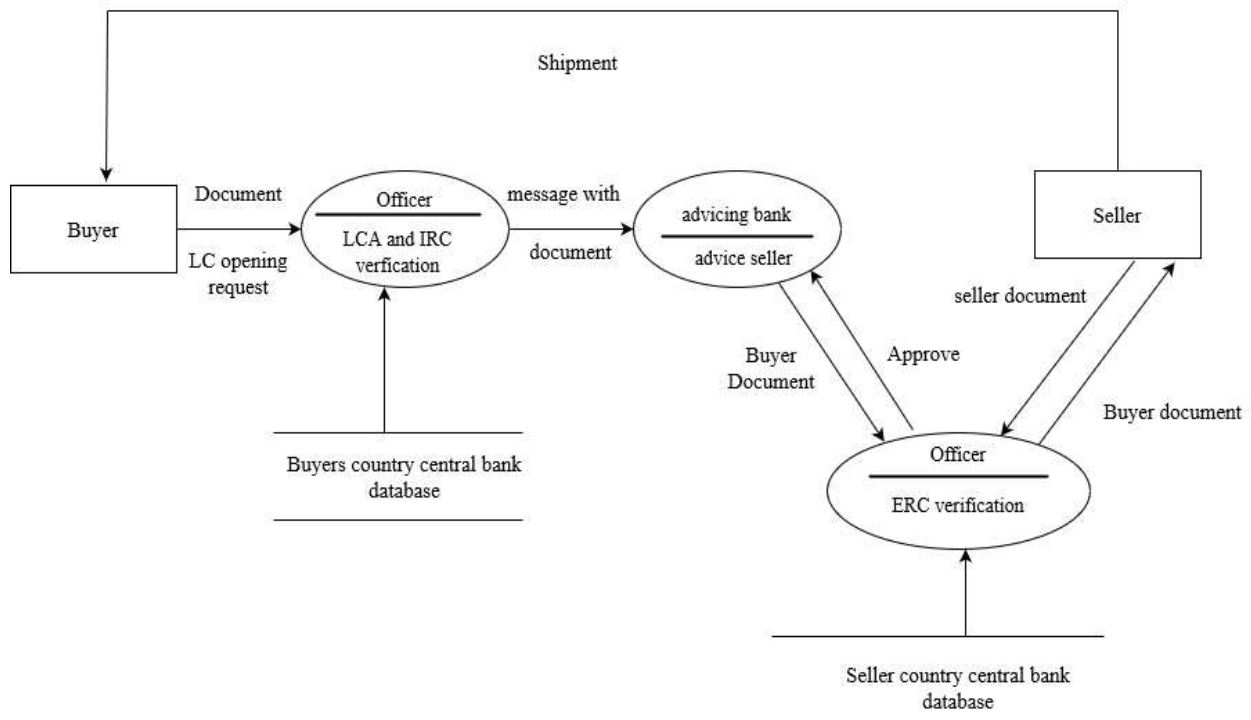 Shipment
Document
Buyer
LC opening
request
Officer
LCA and IRC
verfication
message with
document
advicing bank
advice seller
Seller
seller document
Buyer
Document
Approve
Buyer document
Officer
ERC verification
Buyers country central bank
database
Seller country central bank
database